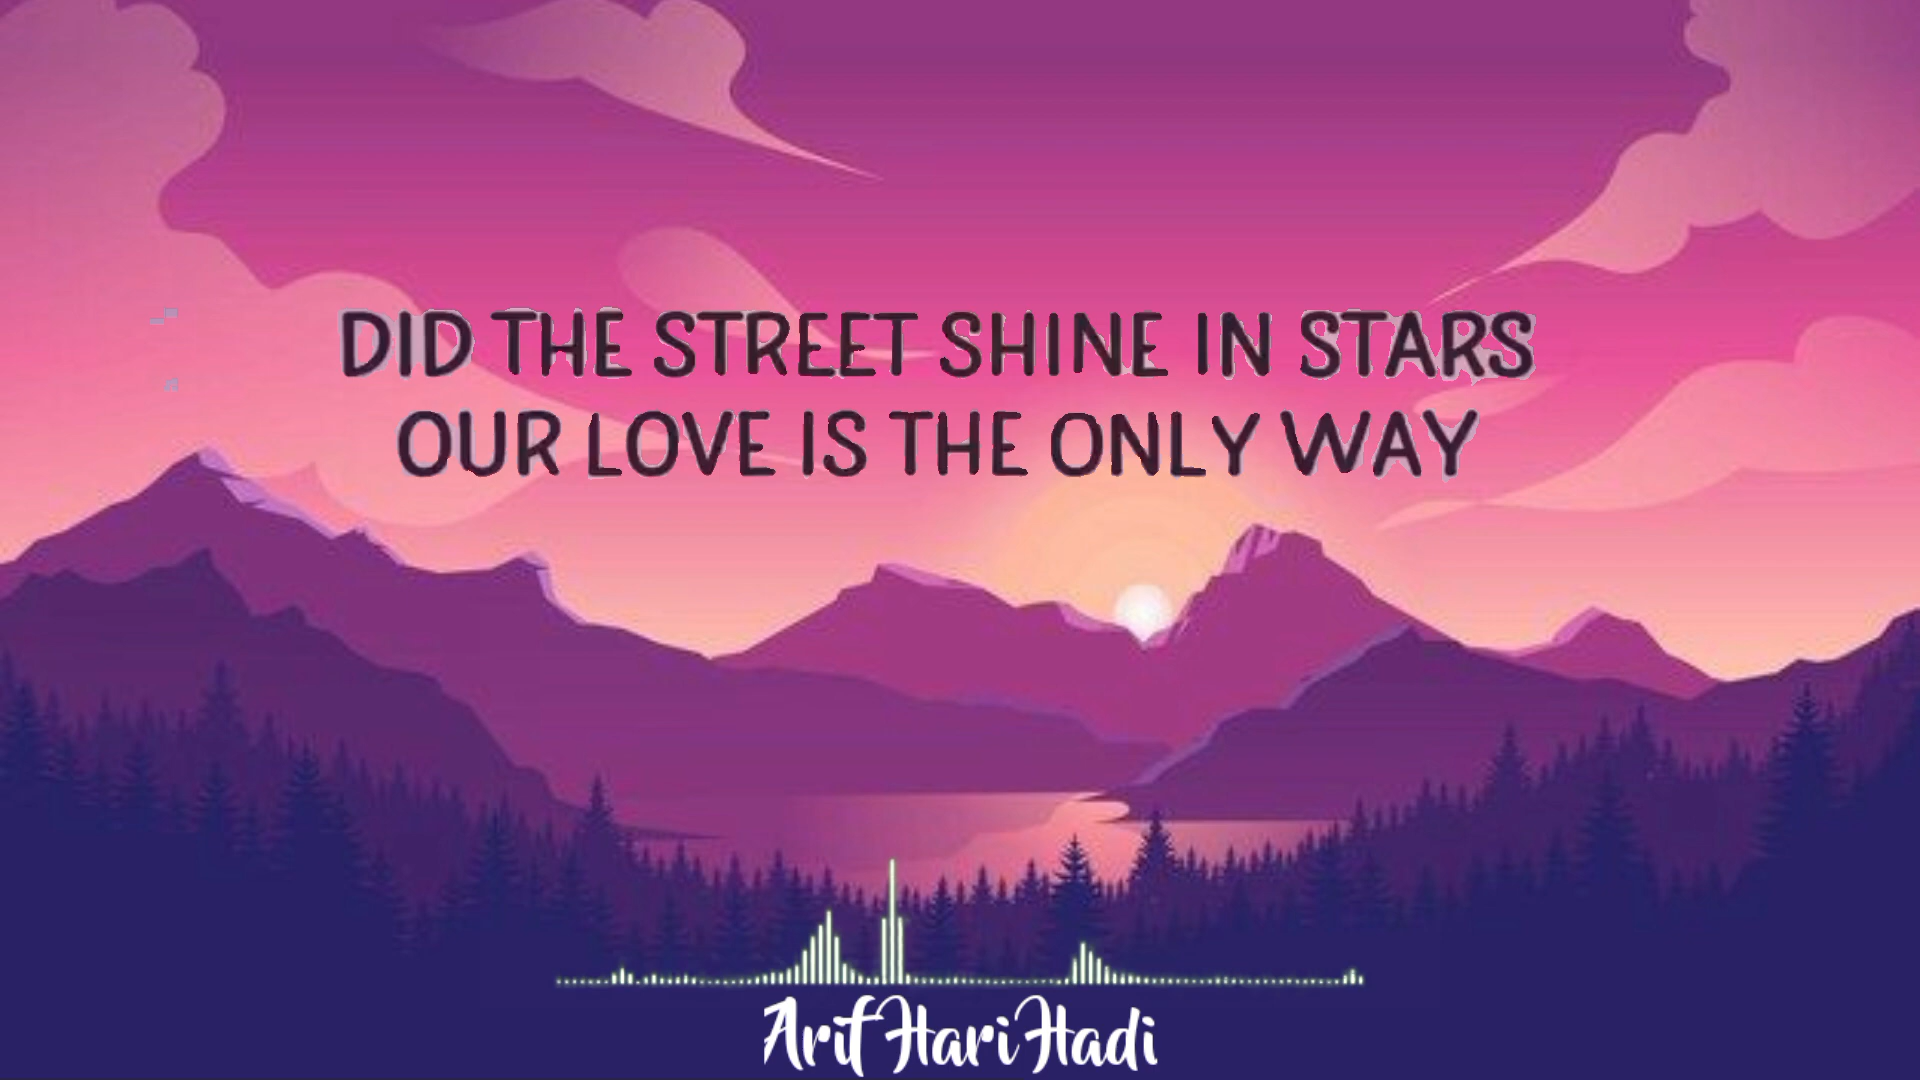 DID THE STREET SHINE IN STARS
OUR LOVE IS THE ONLY WAY
Arif Hari Hadi